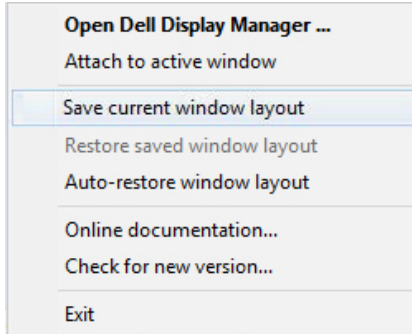 Open Dell Display Manager ...
Attach to active window
Save current window layout
Restore saved window layout
Auto-restore window layout
Online documentation...
Check for new version...
Exit